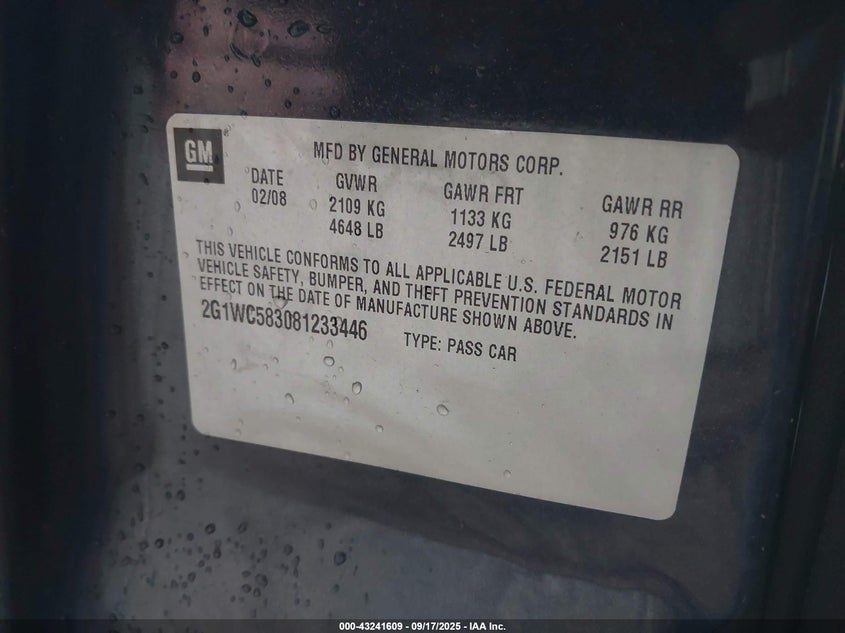 GM
MFD BY GENERAL MOTORS CORP.
DATE GVWR GAWR FRT GAWR RR
02/08 2109 KG 1133 KG 976 KG
4648 LB 2497 LB 2151 LB
THIS VEHICLE CONFORMS TO ALL APPLICABLE U.S. FEDERAL MOTOR
VEHICLE SAFETY, BUMPER, AND THEFT PREVENTION STANDARDS IN
EFFECT ON THE DATE OF MANUFACTURE SHOWN ABOVE.
2G1WC583081233446 TYPE: PASS CAR
000-43241609 - 09/17/2025 - IAA Inc.